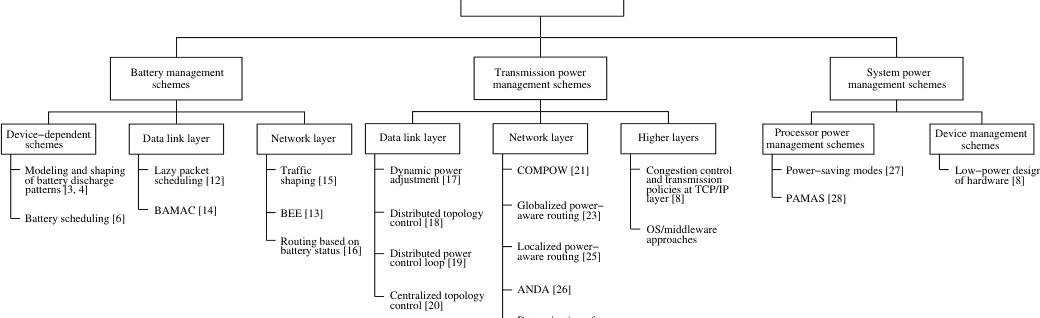 Battery management
schemes
Transmission power
management schemes
System power
management schemes
Device−dependent
schemes
Data link layer
Network layer
Data link layer
Network layer
Higher layers
Processor power
management schemes
Device management
schemes
Modeling and shaping
of battery discharge
patterns [3, 4]
Battery scheduling [6]
Lazy packet
scheduling [12]
BAMAC [14]
Traffic
shaping [15]
BEE [13]
Routing based on
battery status [16]
Dynamic power
adjustment [17]
Distributed topology
control [18]
Distributed power
control loop [19]
Centralized topology
control [20]
COMPOW [21]
Globalized power−
aware routing [23]
Localized power−
aware routing [25]
ANDA [26]
Congestion control
and transmission
policies at TCP/IP
layer [8]
OS/middleware
approaches
Power−saving modes [27]
PAMAS [28]
Low−power design
of hardware [8]